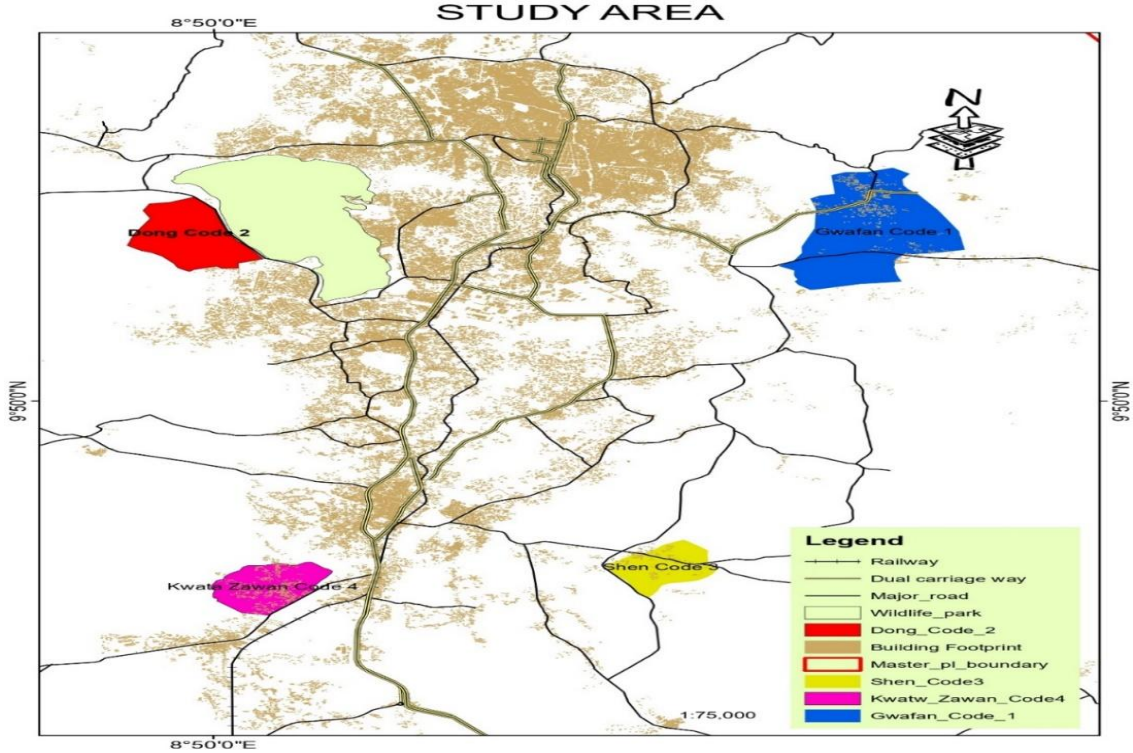 STUDY AREA
8°50'0"E
N
Dong Code 2
Gwafan Code 1
9°50'0"N
9°50'0"N
Shen Code 3
Kwate Zawan Code 4
Legend
Railway
Dual carriage way
Major_road
Wildlife_park
Dong_Code_2
Building Footprint
Master_pl_boundary
Shen_Code3
Kwatw_Zawan_Code4
Gwafan_Code_1
1:75,000
8°50'0"E